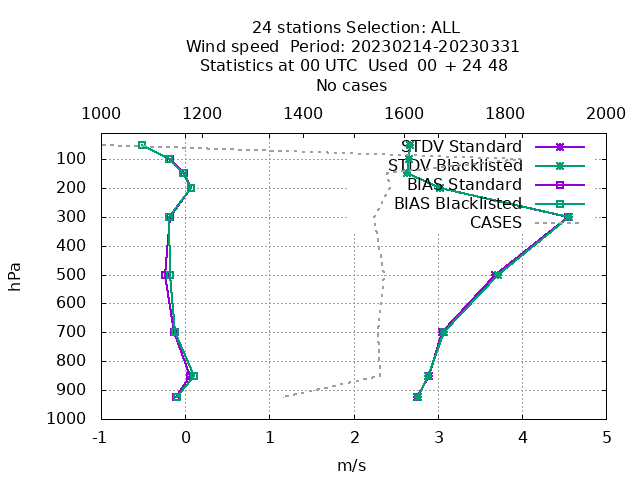 24 stations Selection: ALL
Wind speed  Period: 20230214-20230331
Statistics at 00 UTC  Used  00 + 24 48
No cases
1000 1200 1400 1600 1800 2000
STDV Standard
STDV Blacklisted
BIAS Standard
BIAS Blacklisted
CASES
hPa
100
200
300
400
500
600
700
800
900
1000
-1 0 1 2 3 4 5
m/s